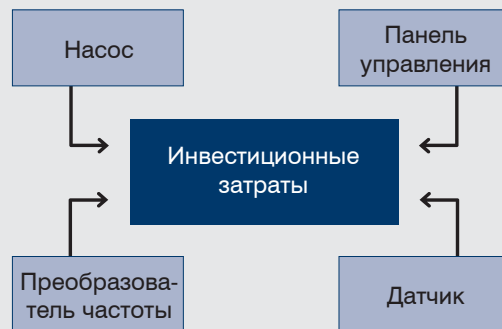 Насос
Панель
управления
Инвестиционные
затраты
Преобразова-
тель частоты
Датчик